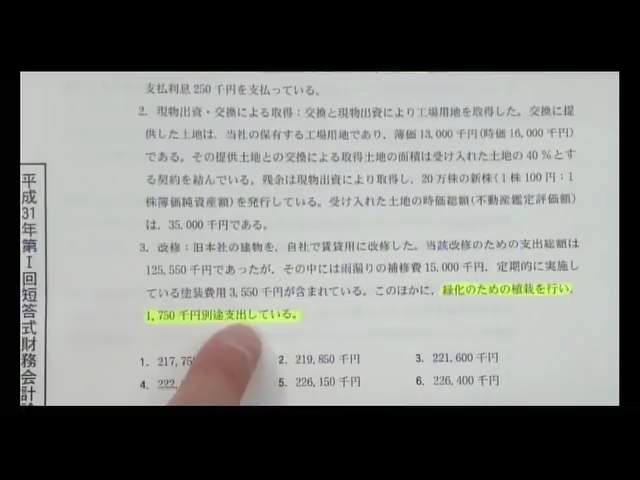 支払利息 250 千円を支払っている。
2. 現物出資・交換による取得：交換と現物出資により工場用地を取得した。交換に提
供した土地は、当社の保有する工場用地であり、簿価 13,000 千円(時価 16,000 千円)
である。その提供土地との交換による取得土地の面積は受け入れた土地の 40 %とす
る契約を結んでいる。残余は現物出資により取得し、20 万株の新株(1 株 100 円：1
株簿価純資産額)を発行している。受け入れた土地の時価総額(不動産鑑定評価額)
は、35,000 千円である。
3. 改修：旧本社の建物を、自社で賃貸用に改修した。当該改修のための支出総額は
125,550 千円であったが、その中には雨漏りの補修費 15,000 千円、定期的に実施し
ている塗装費用 3,550 千円が含まれている。このほかに、緑化のための植栽を行い、
1,750 千円別途支出している。
1. 217,75
2. 219,850 千円
3. 221,600 千円
4. 222,
5. 226,150 千円
6. 226,400 千円
平成31年第Ⅰ回短答式財務会計